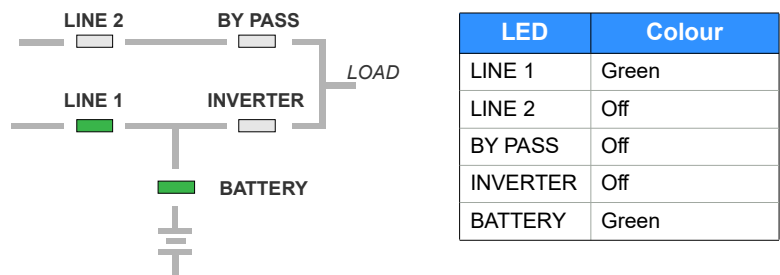 LINE 2 BY PASS
LOAD
LINE 1 INVERTER
BATTERY
LED Colour
LINE 1 Green
LINE 2 Off
BY PASS Off
INVERTER Off
BATTERY Green